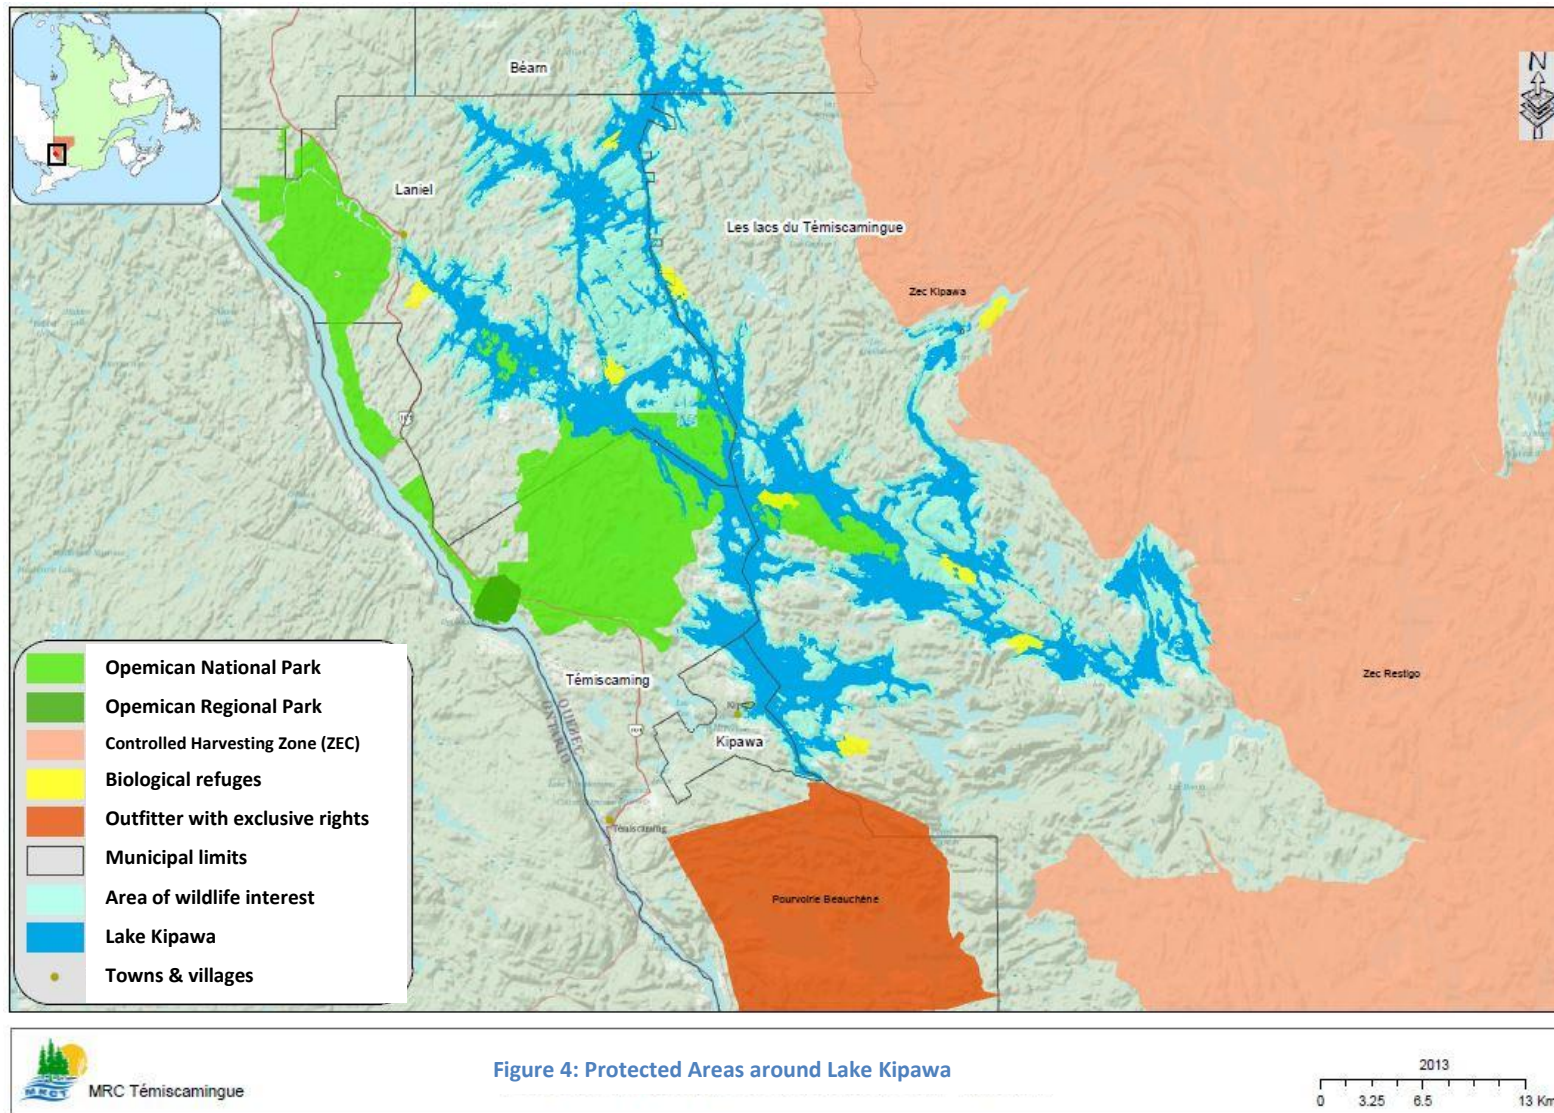 N
Béarn
Laniel
Les lacs du Témiscamingue
Zec Kipawa
Zec Restigo
Témiscaming
QUEBEC
ONTARIO
Kipawa
Témiscaming
Pourvoirie Beauchêne
Opemican National Park
Opemican Regional Park
Controlled Harvesting Zone (ZEC)
Biological refuges
Outfitter with exclusive rights
Municipal limits
Area of wildlife interest
Lake Kipawa
Towns & villages
MRCT
MRC Témiscamingue
Figure 4: Protected Areas around Lake Kipawa
2013
0 3.25 6.5 13 Km